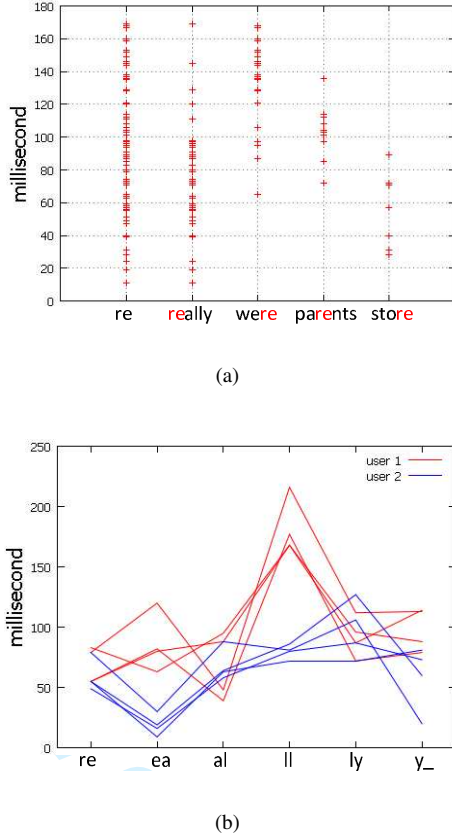 180
160
140
120
100
80
60
40
20
0
millisecond
re really were parents store
(a)
250
200
150
100
50
0
millisecond
user 1
user 2
re ea al ll ly y_
(b)